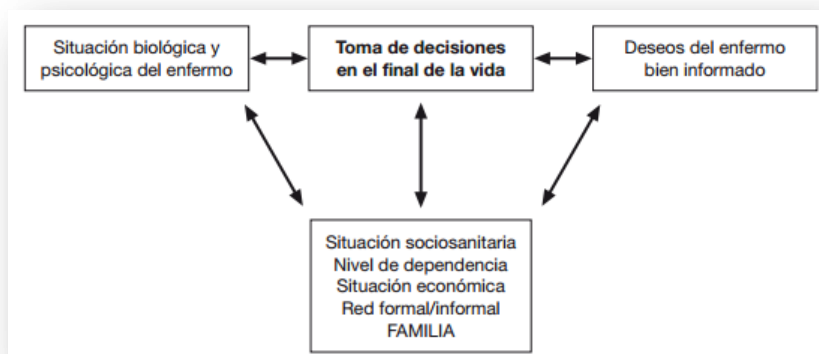 Situación biológica y
psicológica del enfermo
Toma de decisiones
en el final de la vida
Deseos del enfermo
bien informado
Situación sociosanitaria
Nivel de dependencia
Situación económica
Red formal/informal
FAMILIA